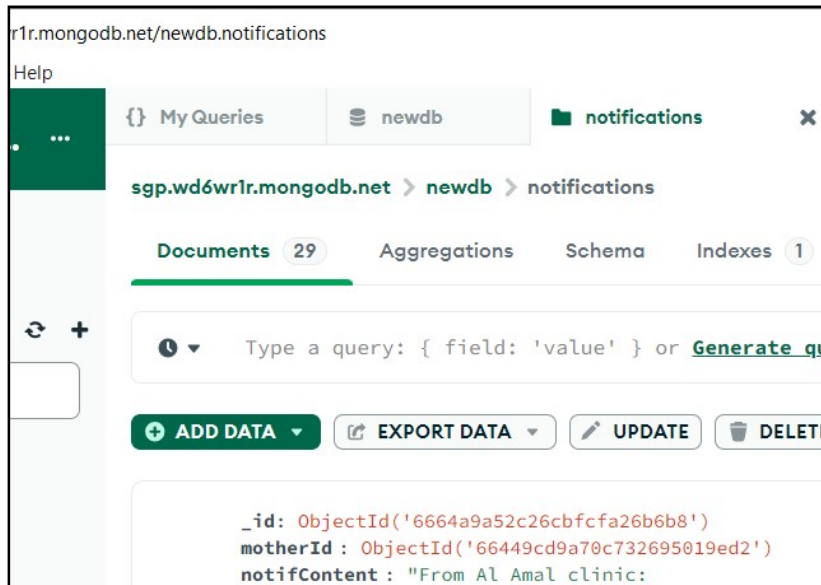 r1r.mongodb.net/newdb.notifications
Help
My Queries newdb notifications
sgp.wd6wr1r.mongodb.net > newdb > notifications
Documents 29 Aggregations Schema Indexes 1
Type a query: { field: 'value' } or Generate qu
ADD DATA EXPORT DATA UPDATE DELETE
_id: ObjectId('6664a9a52c26cbfcfa26b6b8')
motherId : ObjectId('66449cd9a70c732695019ed2')
notifContent : "From Al Amal clinic: